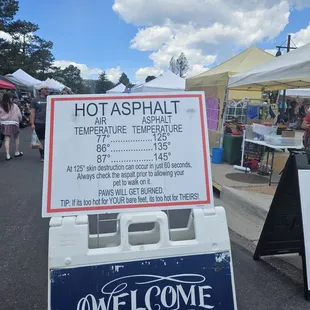 HOT ASPHALT
AIR ASPHALT
TEMPERATURE TEMPERATURE
77°............125°
86°............135°
87°............145°
At 125° skin destruction can occur in just 60 seconds.
Always check the asphalt prior to allowing your
pet to walk on it.
PAWS WILL GET BURNED.
TIP: If its too hot for YOUR bare feet, its too hot for THEIRS
WELCOME